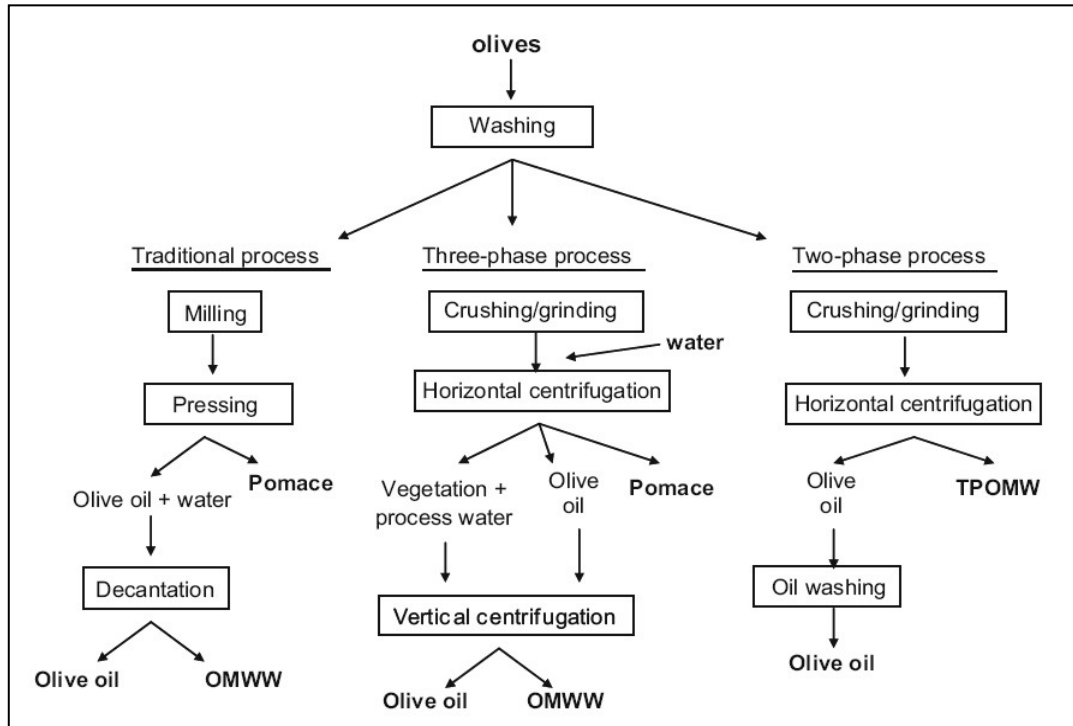 olives
Washing
Traditional process
Three-phase process
Two-phase process
Milling
Crushing/grinding
Crushing/grinding
water
Pressing
Horizontal centrifugation
Horizontal centrifugation
Olive oil + water
Pomace
Vegetation +
process water
Olive
oil
Pomace
Olive
oil
TPOMW
Decantation
Vertical centrifugation
Oil washing
Olive oil
OMWW
Olive oil
OMWW
Olive oil